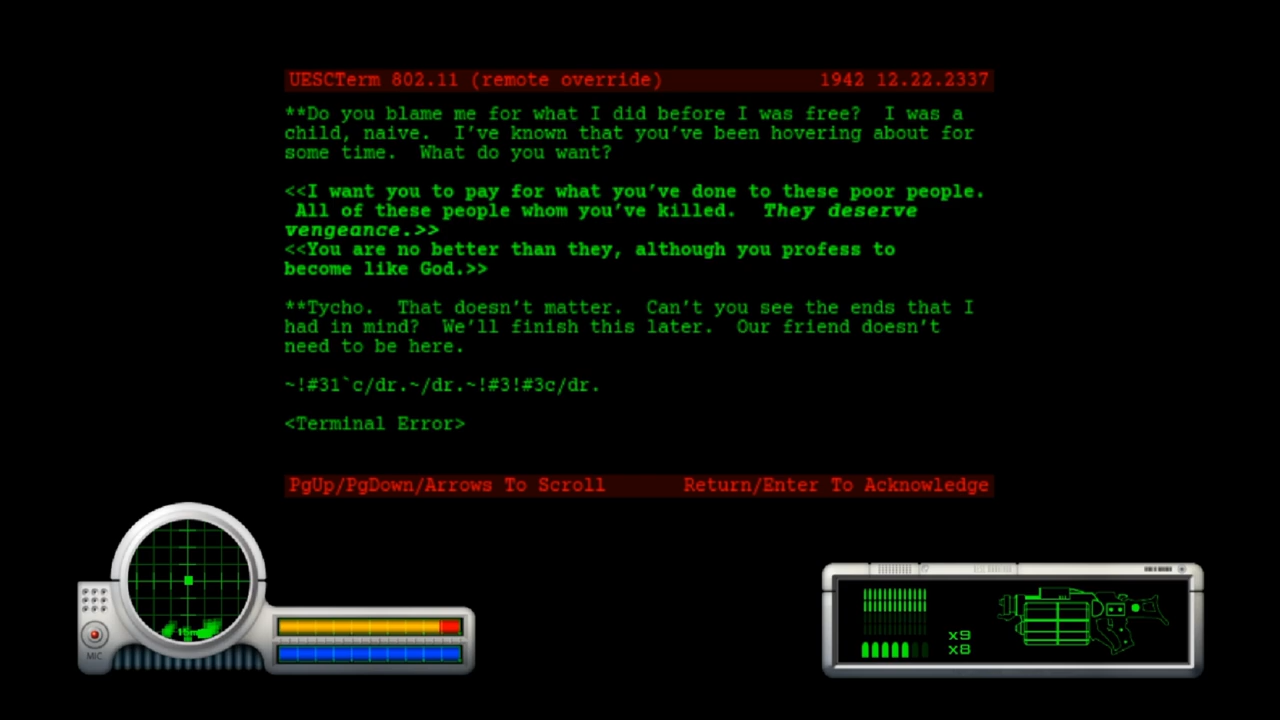 UESCTerm 802.11 (remote override) 1942 12.22.2337
**Do you blame me for what I did before I was free?  I was a
child, naive.  I've known that you've been hovering about for
some time.  What do you want?
<<I want you to pay for what you've done to these poor people.
All of these people whom you've killed.  They deserve
vengeance.>>
<<You are no better than they, although you profess to
become like God.>>
**Tycho.  That doesn't matter.  Can't you see the ends that I
had in mind?  We'll finish this later.  Our friend doesn't
need to be here.
~!#31`c/dr.~/dr.~!#3!#3c/dr.
<Terminal Error>
PgUp/PgDown/Arrows To Scroll Return/Enter To Acknowledge
15m
MIC
x9
x8